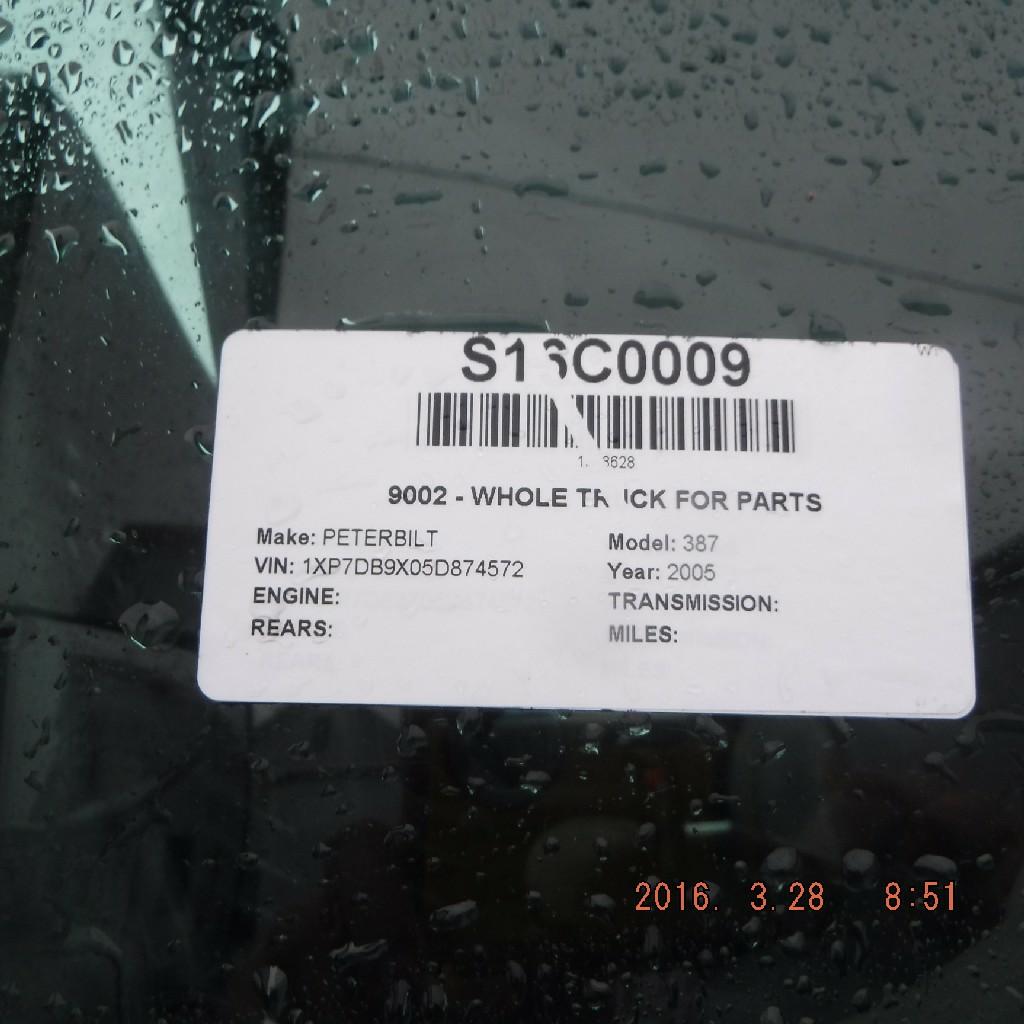 S16C0009
9002 - WHOLE TRUCK FOR PARTS
Make: PETERBILT
Model: 387
VIN: 1XP7DB9X05D874572
Year: 2005
ENGINE:
TRANSMISSION:
REARS:
MILES:
2016. 3.28 8:51